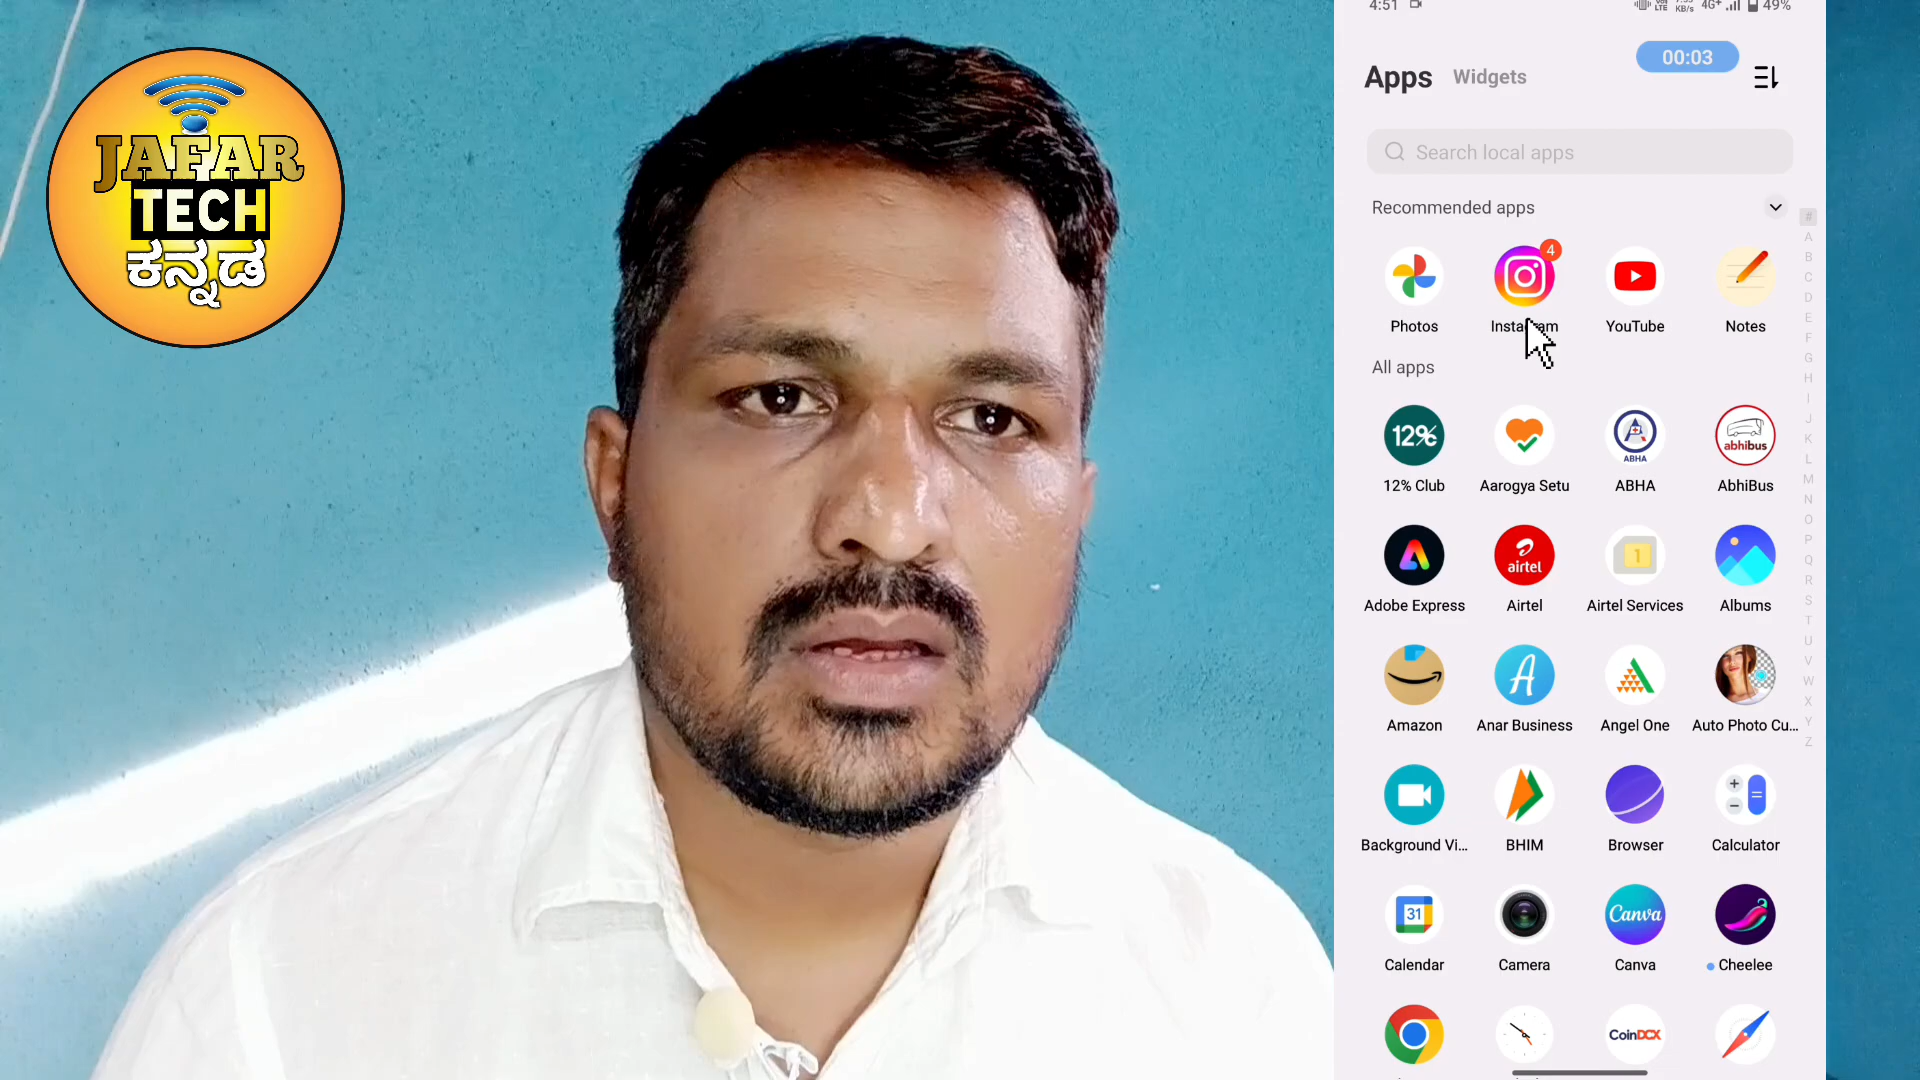 JAFAR
TECH
ಕನ್ನಡ
4:51
4G+
49%
00:03
Apps Widgets
Search local apps
Recommended apps
4
Photos Instagram YouTube Notes
All apps
12%
ABHA
abhibus
12% Club Aarogya Setu ABHA AbhiBus
airtel
1
Adobe Express Airtel Airtel Services Albums
Amazon Anar Business Angel One Auto Photo Cu...
Background Vi... BHIM Browser Calculator
31
Canva
Calendar Camera Canva Cheelee
CoinDCX
#
A
B
C
D
E
F
G
H
I
J
K
L
M
N
O
P
Q
R
S
T
U
V
W
X
Y
Z